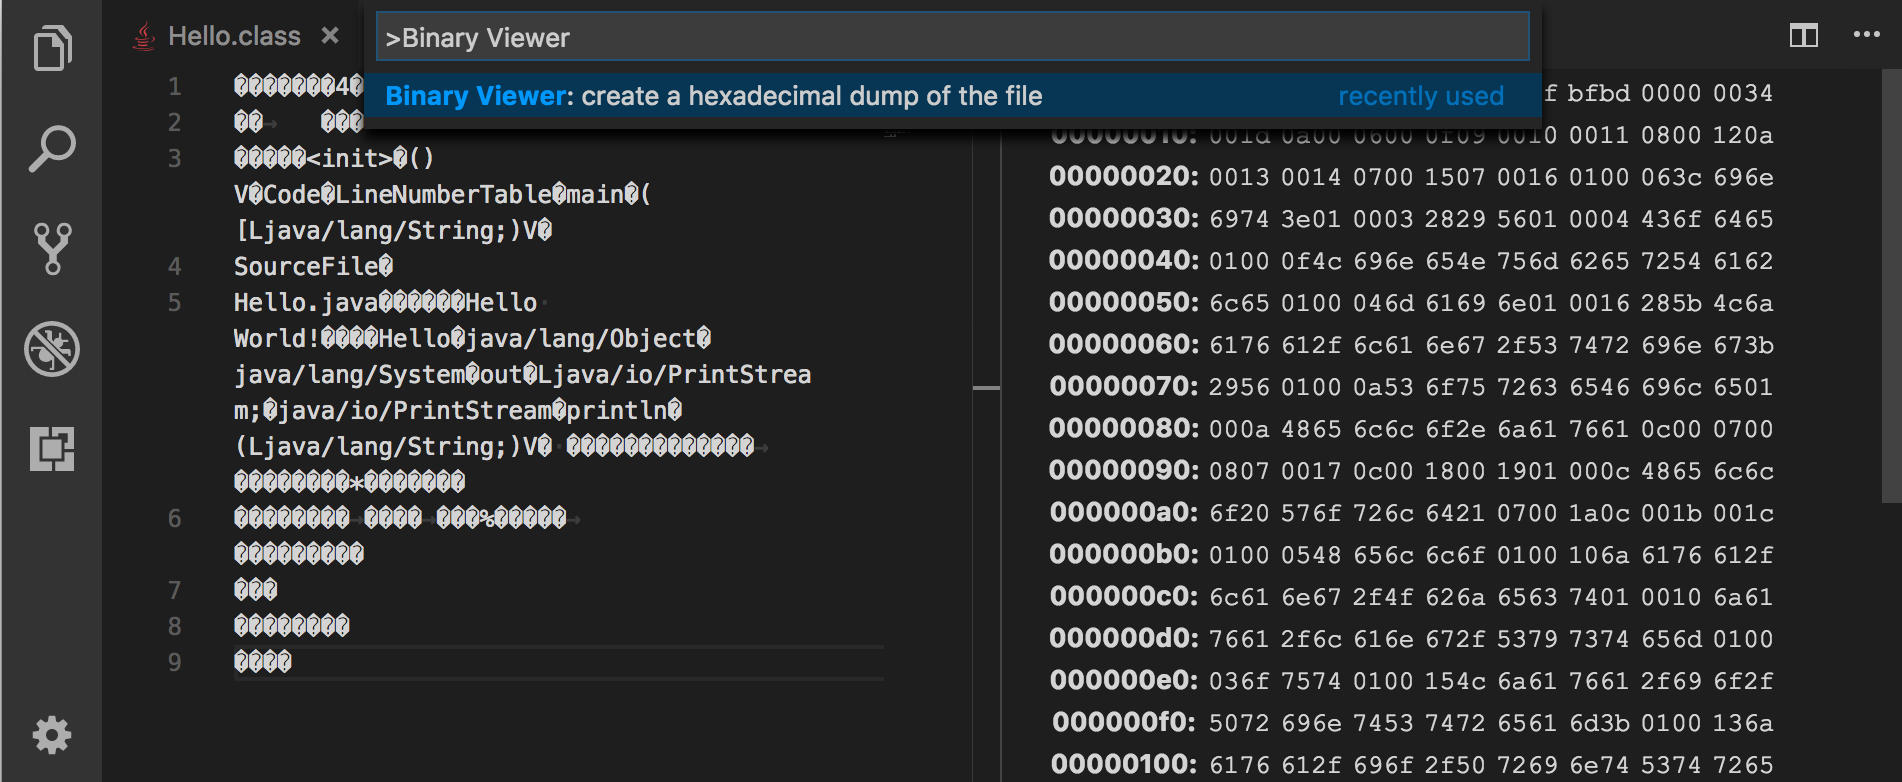 Hello.class ×
>Binary Viewer
Binary Viewer: create a hexadecimal dump of the file recently used
1 ��������4�
2 �� → ���
3 �����<init>�()
V�Code�LineNumberTable�main�(
[Ljava/lang/String;)V�
4 SourceFile�
5 Hello.java������Hello·
World!����Hello�java/lang/Object�
java/lang/System�out�Ljava/io/PrintStrea
m;�java/io/PrintStream�println�
(Ljava/lang/String;)V�·�������������→
��������*�������
6 ��������→����→���%�����→
���������
7 ���
8 ��������
9 ����
f bfbd 0000 0034
00000010: 001d 0a00 0600 0f09 0010 0011 0800 120a
00000020: 0013 0014 0700 1507 0016 0100 063c 696e
00000030: 6974 3e01 0003 2829 5601 0004 436f 6465
00000040: 0100 0f4c 696e 654e 756d 6265 7254 6162
00000050: 6c65 0100 046d 6169 6e01 0016 285b 4c6a
00000060: 6176 612f 6c61 6e67 2f53 7472 696e 673b
00000070: 2956 0100 0a53 6f75 7263 6546 696c 6501
00000080: 000a 4865 6c6c 6f2e 6a61 7661 0c00 0700
00000090: 0807 0017 0c00 1800 1901 000c 4865 6c6c
000000a0: 6f20 576f 726c 6421 0700 1a0c 001b 001c
000000b0: 0100 0548 656c 6c6f 0100 106a 6176 612f
000000c0: 6c61 6e67 2f4f 626a 6563 7401 0010 6a61
000000d0: 7661 2f6c 616e 672f 5379 7374 656d 0100
000000e0: 036f 7574 0100 154c 6a61 7661 2f69 6f2f
000000f0: 5072 696e 7453 7472 6561 6d3b 0100 136a
00000100: 6176 612f 696f 2f50 7269 6e74 5374 7265